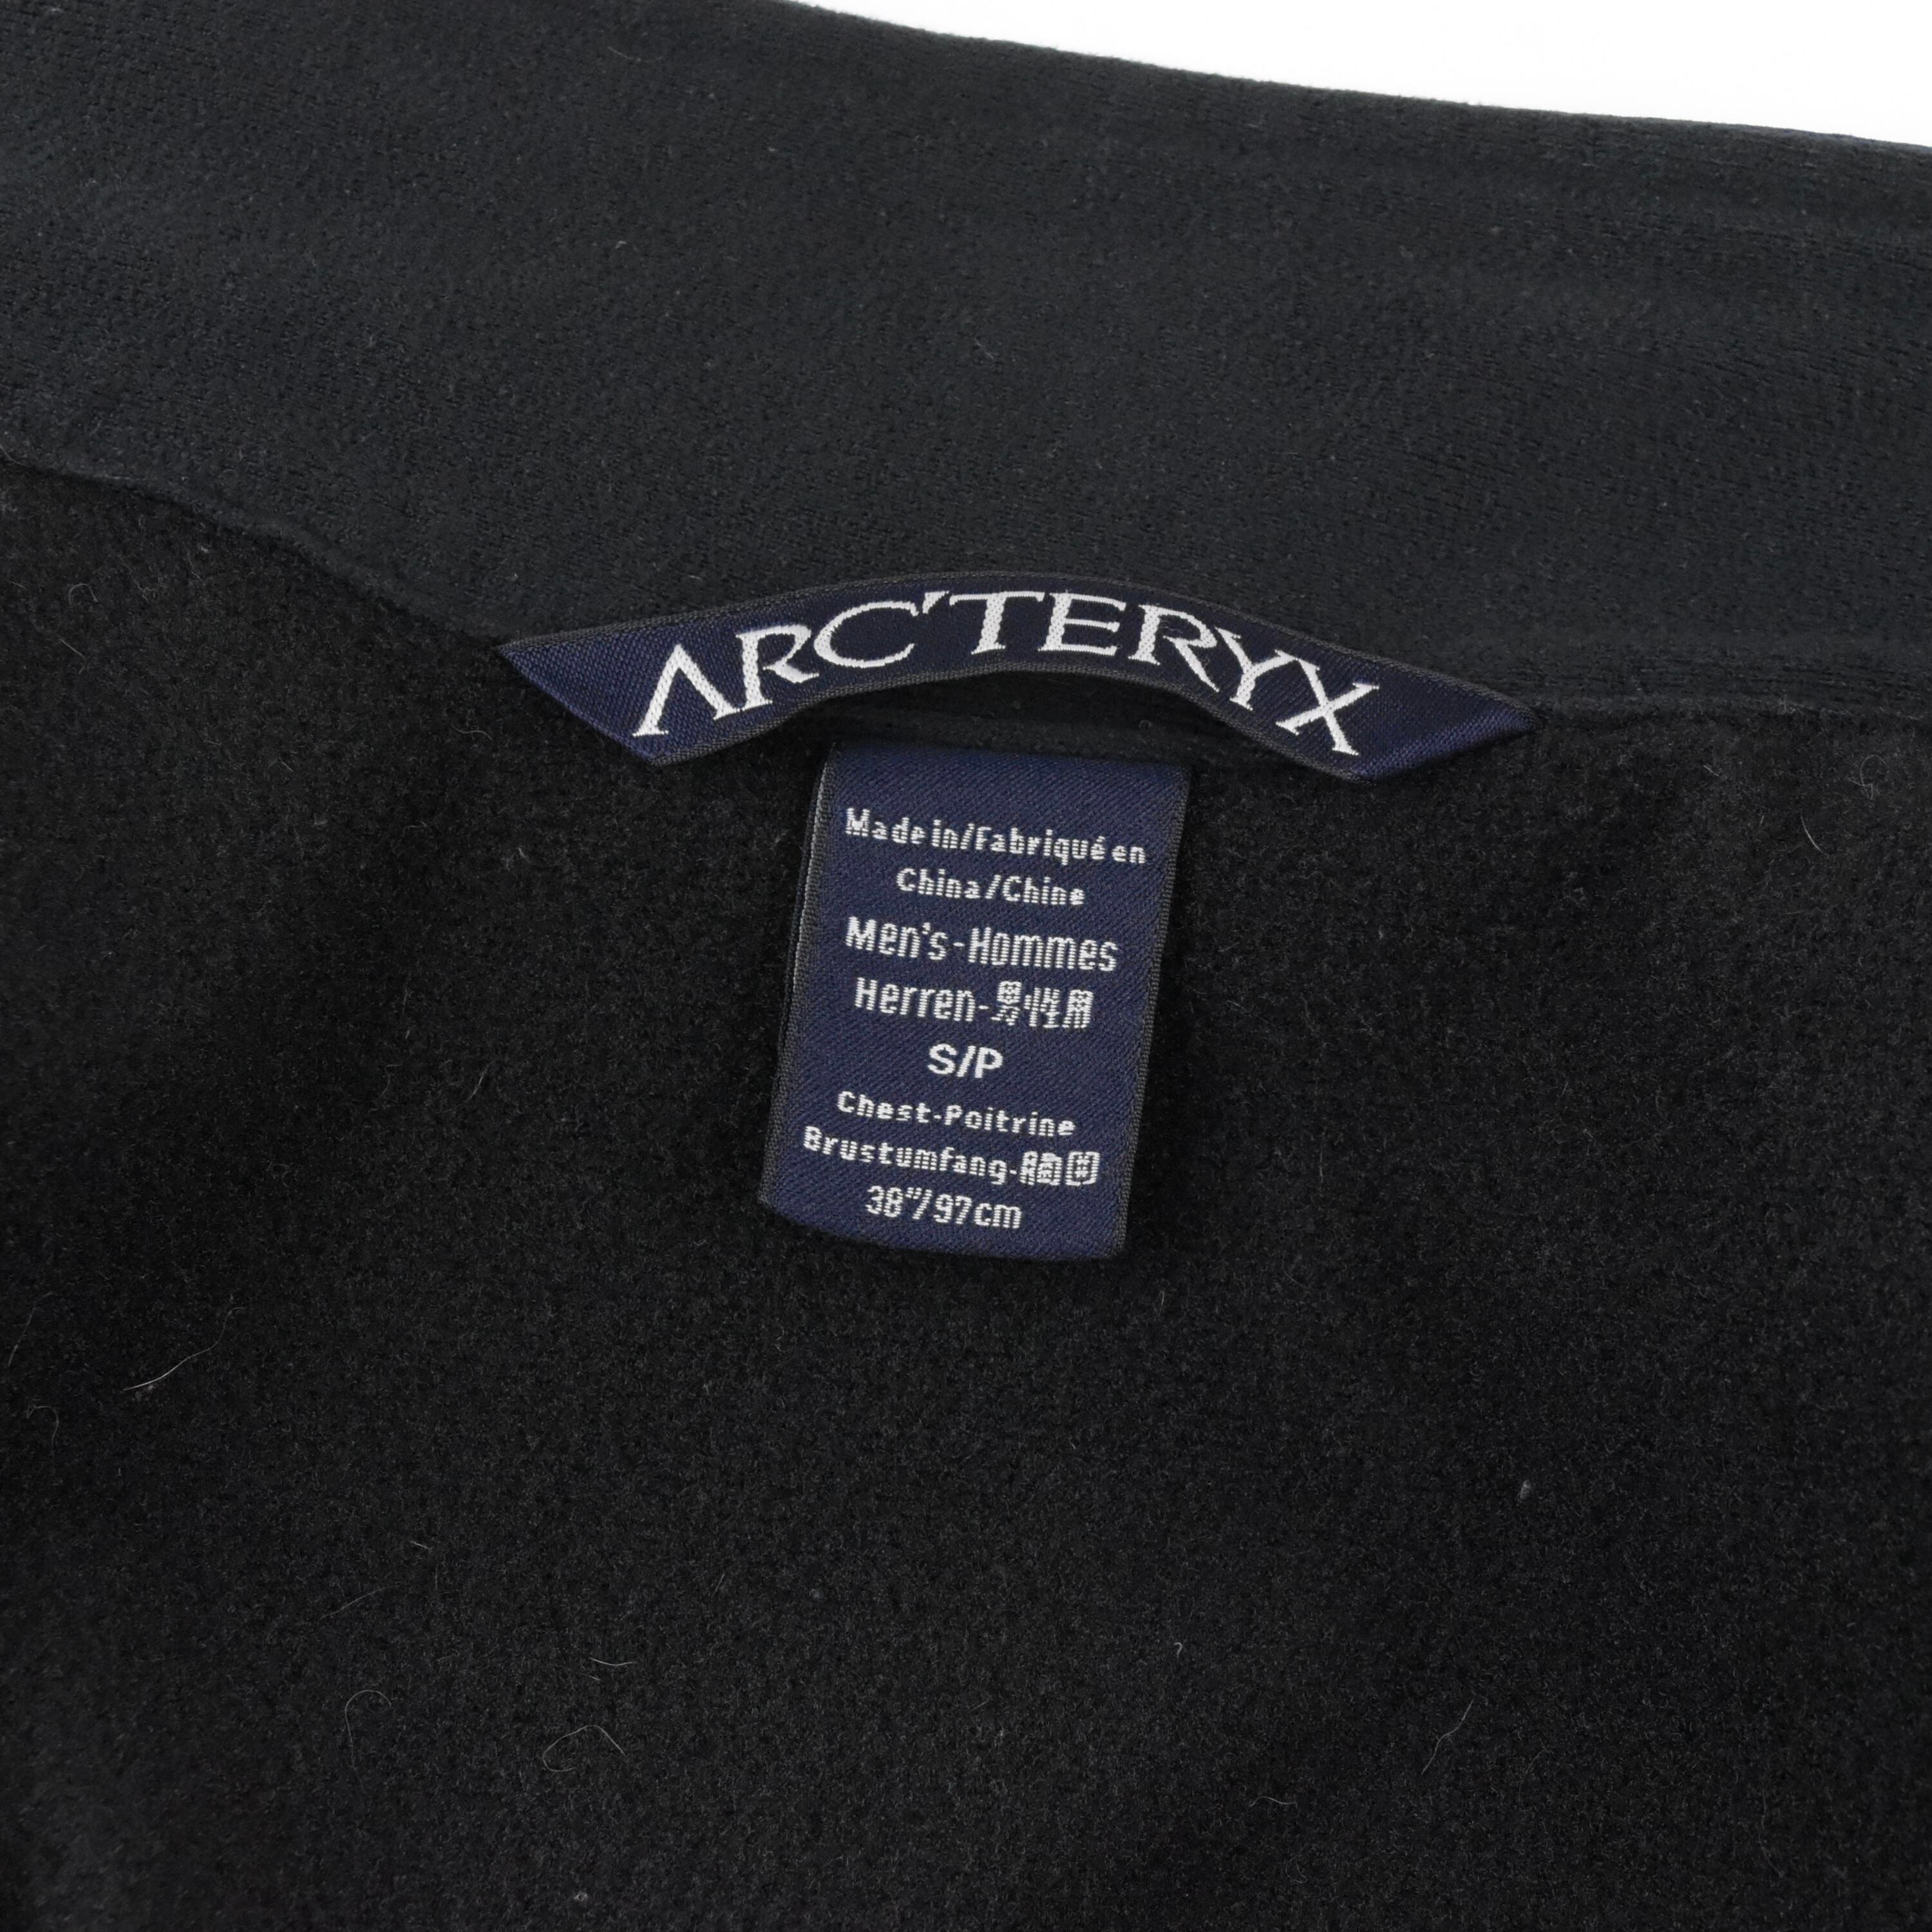 ARC'TERYX
Made in/Fabriqué en
China/Chine
Men's-Hommes
Herren-男性用
S/P
Chest-Poitrine
Brustumfang-胸囲
38"/97cm